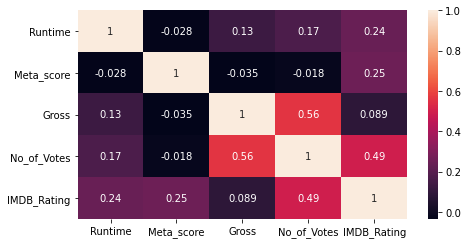 Runtime 1 -0.028 0.13 0.17 0.24
Meta_score -0.028 1 -0.035 -0.018 0.25
Gross 0.13 -0.035 1 0.56 0.089
No_of_Votes 0.17 -0.018 0.56 1 0.49
IMDB_Rating 0.24 0.25 0.089 0.49 1
Runtime Meta_score Gross No_of_Votes IMDB_Rating
1.0
0.8
0.6
0.4
0.2
0.0